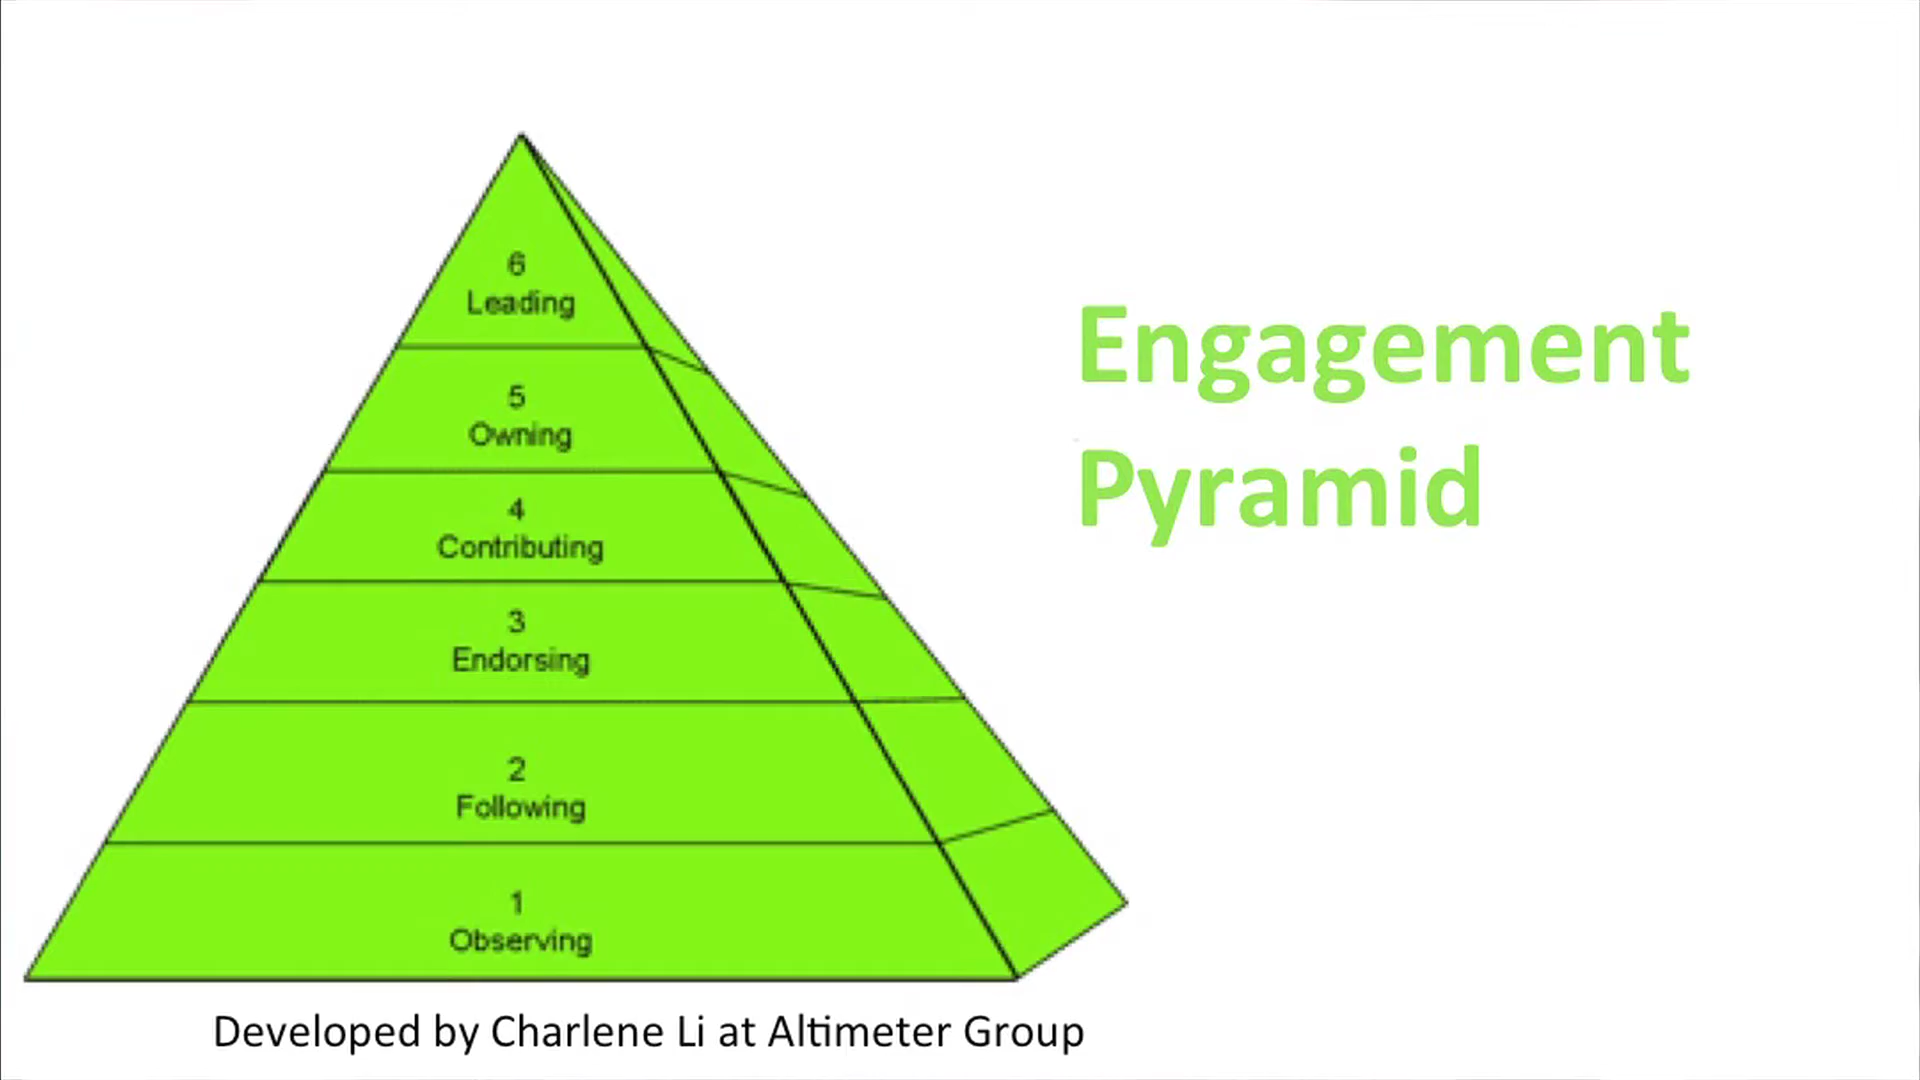 6
Leading
5
Owning
4
Contributing
3
Endorsing
2
Following
1
Observing
Engagement
Pyramid
Developed by Charlene Li at Altimeter Group